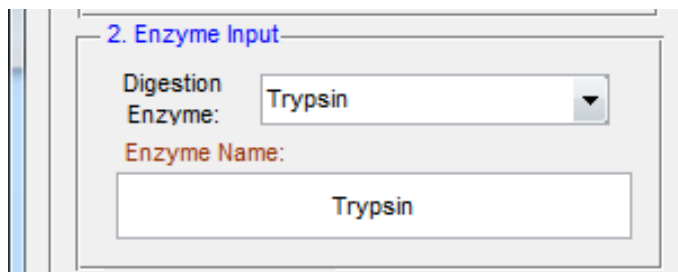 2. Enzyme Input
Digestion
Enzyme:
Trypsin
Enzyme Name:
Trypsin